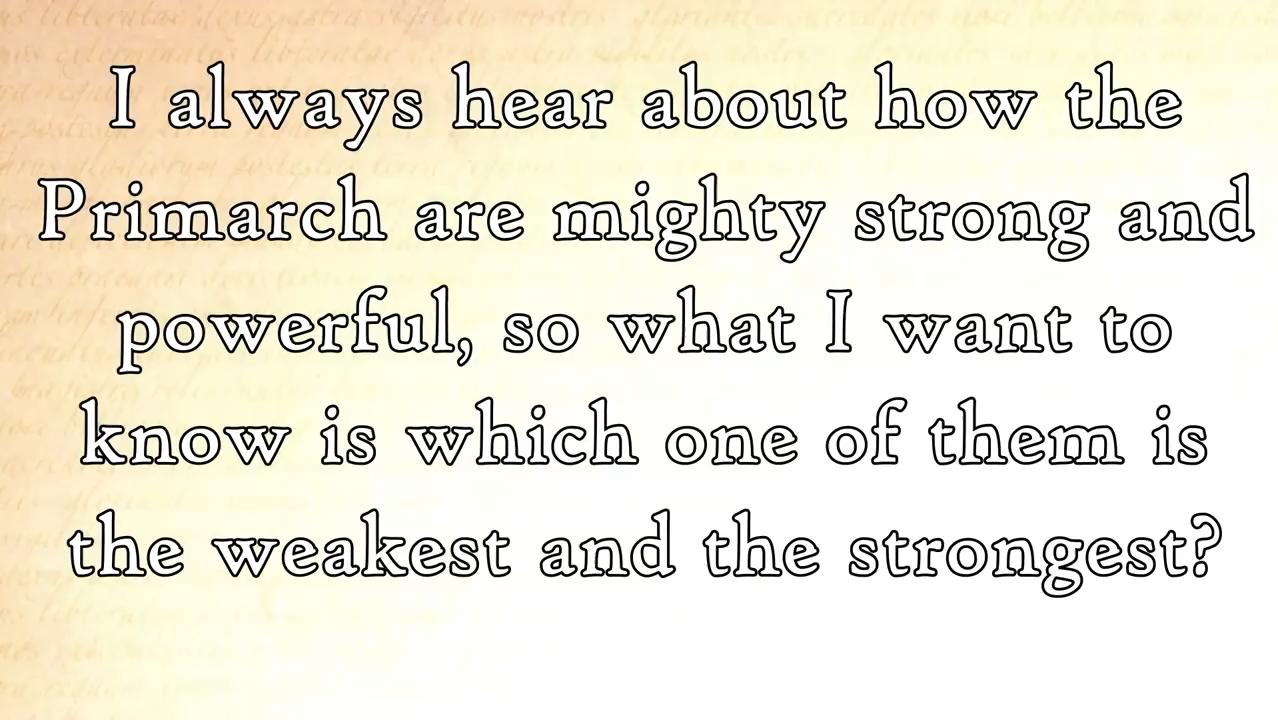 I always hear about how the
Primarch are mighty strong and
powerful, so what I want to
know is which one of them is
the weakest and the strongest?